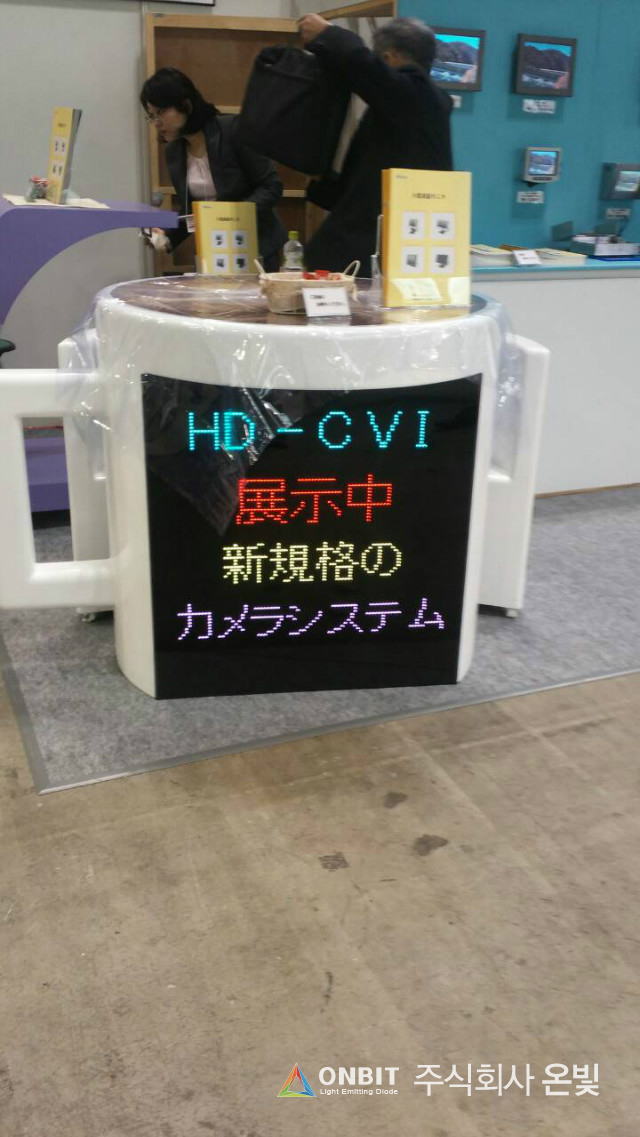 HD-CVI
展示中
新規格の
カメラシステム
ONBIT 주식회사 온빛
Light Emitting Diode